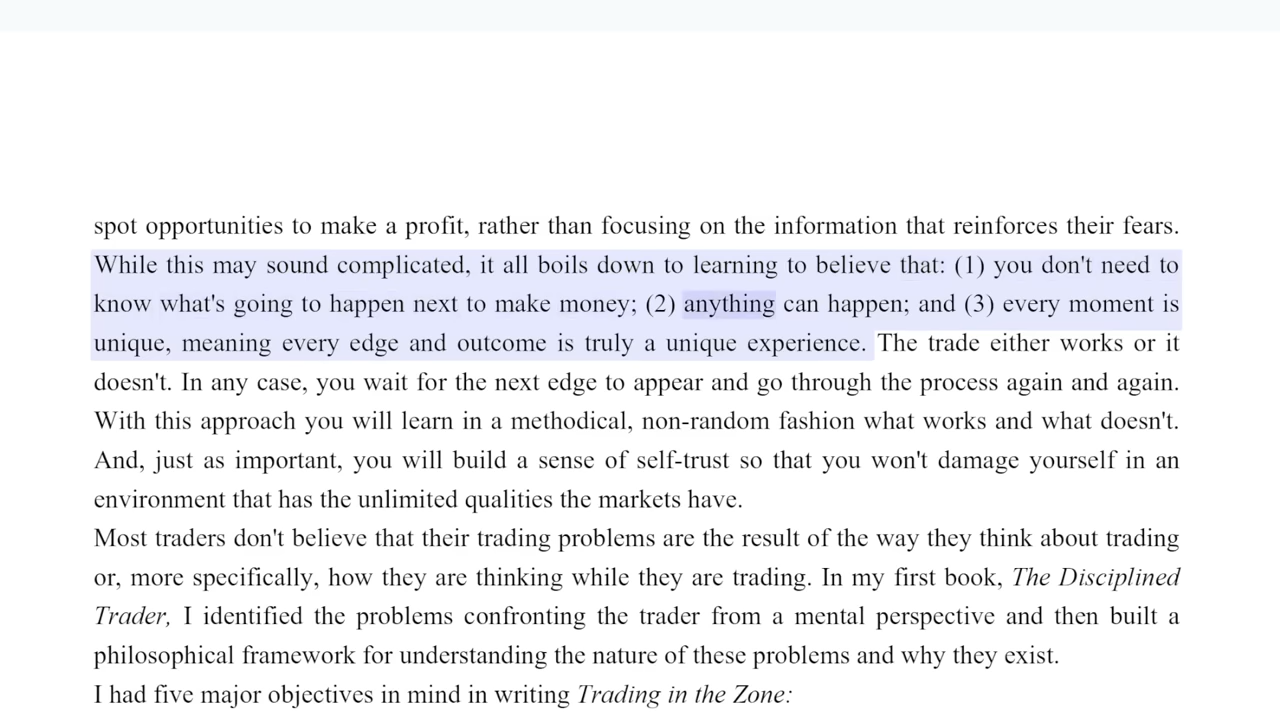 spot opportunities to make a profit, rather than focusing on the information that reinforces their fears.
While this may sound complicated, it all boils down to learning to believe that: (1) you don't need to
know what's going to happen next to make money; (2) anything can happen; and (3) every moment is
unique, meaning every edge and outcome is truly a unique experience. The trade either works or it
doesn't. In any case, you wait for the next edge to appear and go through the process again and again.
With this approach you will learn in a methodical, non-random fashion what works and what doesn't.
And, just as important, you will build a sense of self-trust so that you won't damage yourself in an
environment that has the unlimited qualities the markets have.
Most traders don't believe that their trading problems are the result of the way they think about trading
or, more specifically, how they are thinking while they are trading. In my first book, The Disciplined
Trader, I identified the problems confronting the trader from a mental perspective and then built a
philosophical framework for understanding the nature of these problems and why they exist.
I had five major objectives in mind in writing Trading in the Zone: